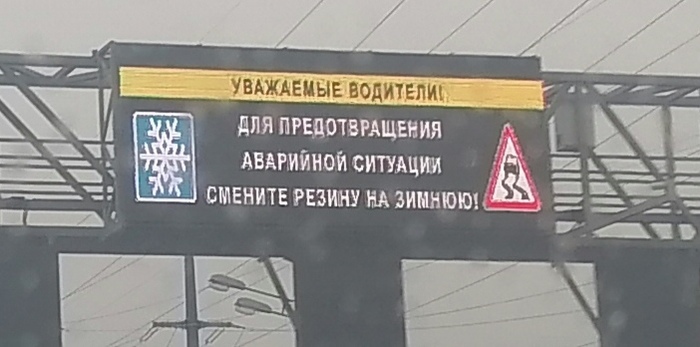 УВАЖАЕМЫЕ ВОДИТЕЛИ!
ДЛЯ ПРЕДОТВРАЩЕНИЯ
АВАРИЙНОЙ СИТУАЦИИ
СМЕНИТЕ РЕЗИНУ НА ЗИМНЮЮ!